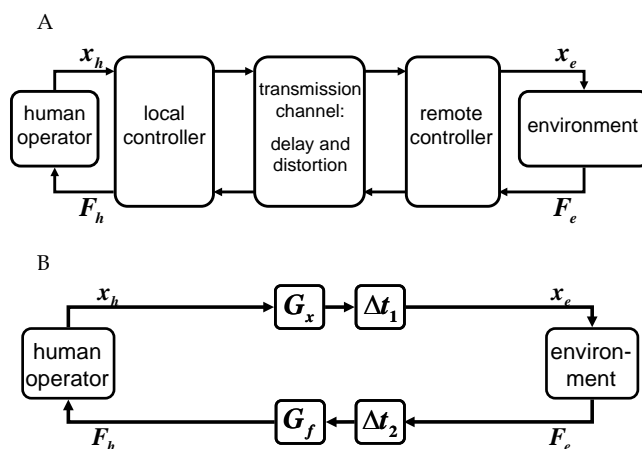 A
x_h
x_e
human
operator
local
controller
transmission
channel:
delay and
distortion
remote
controller
environment
F_h
F_e
B
x_h
G_x
Δt_1
x_e
human
operator
environ-
ment
G_f
Δt_2
F_h
F_e